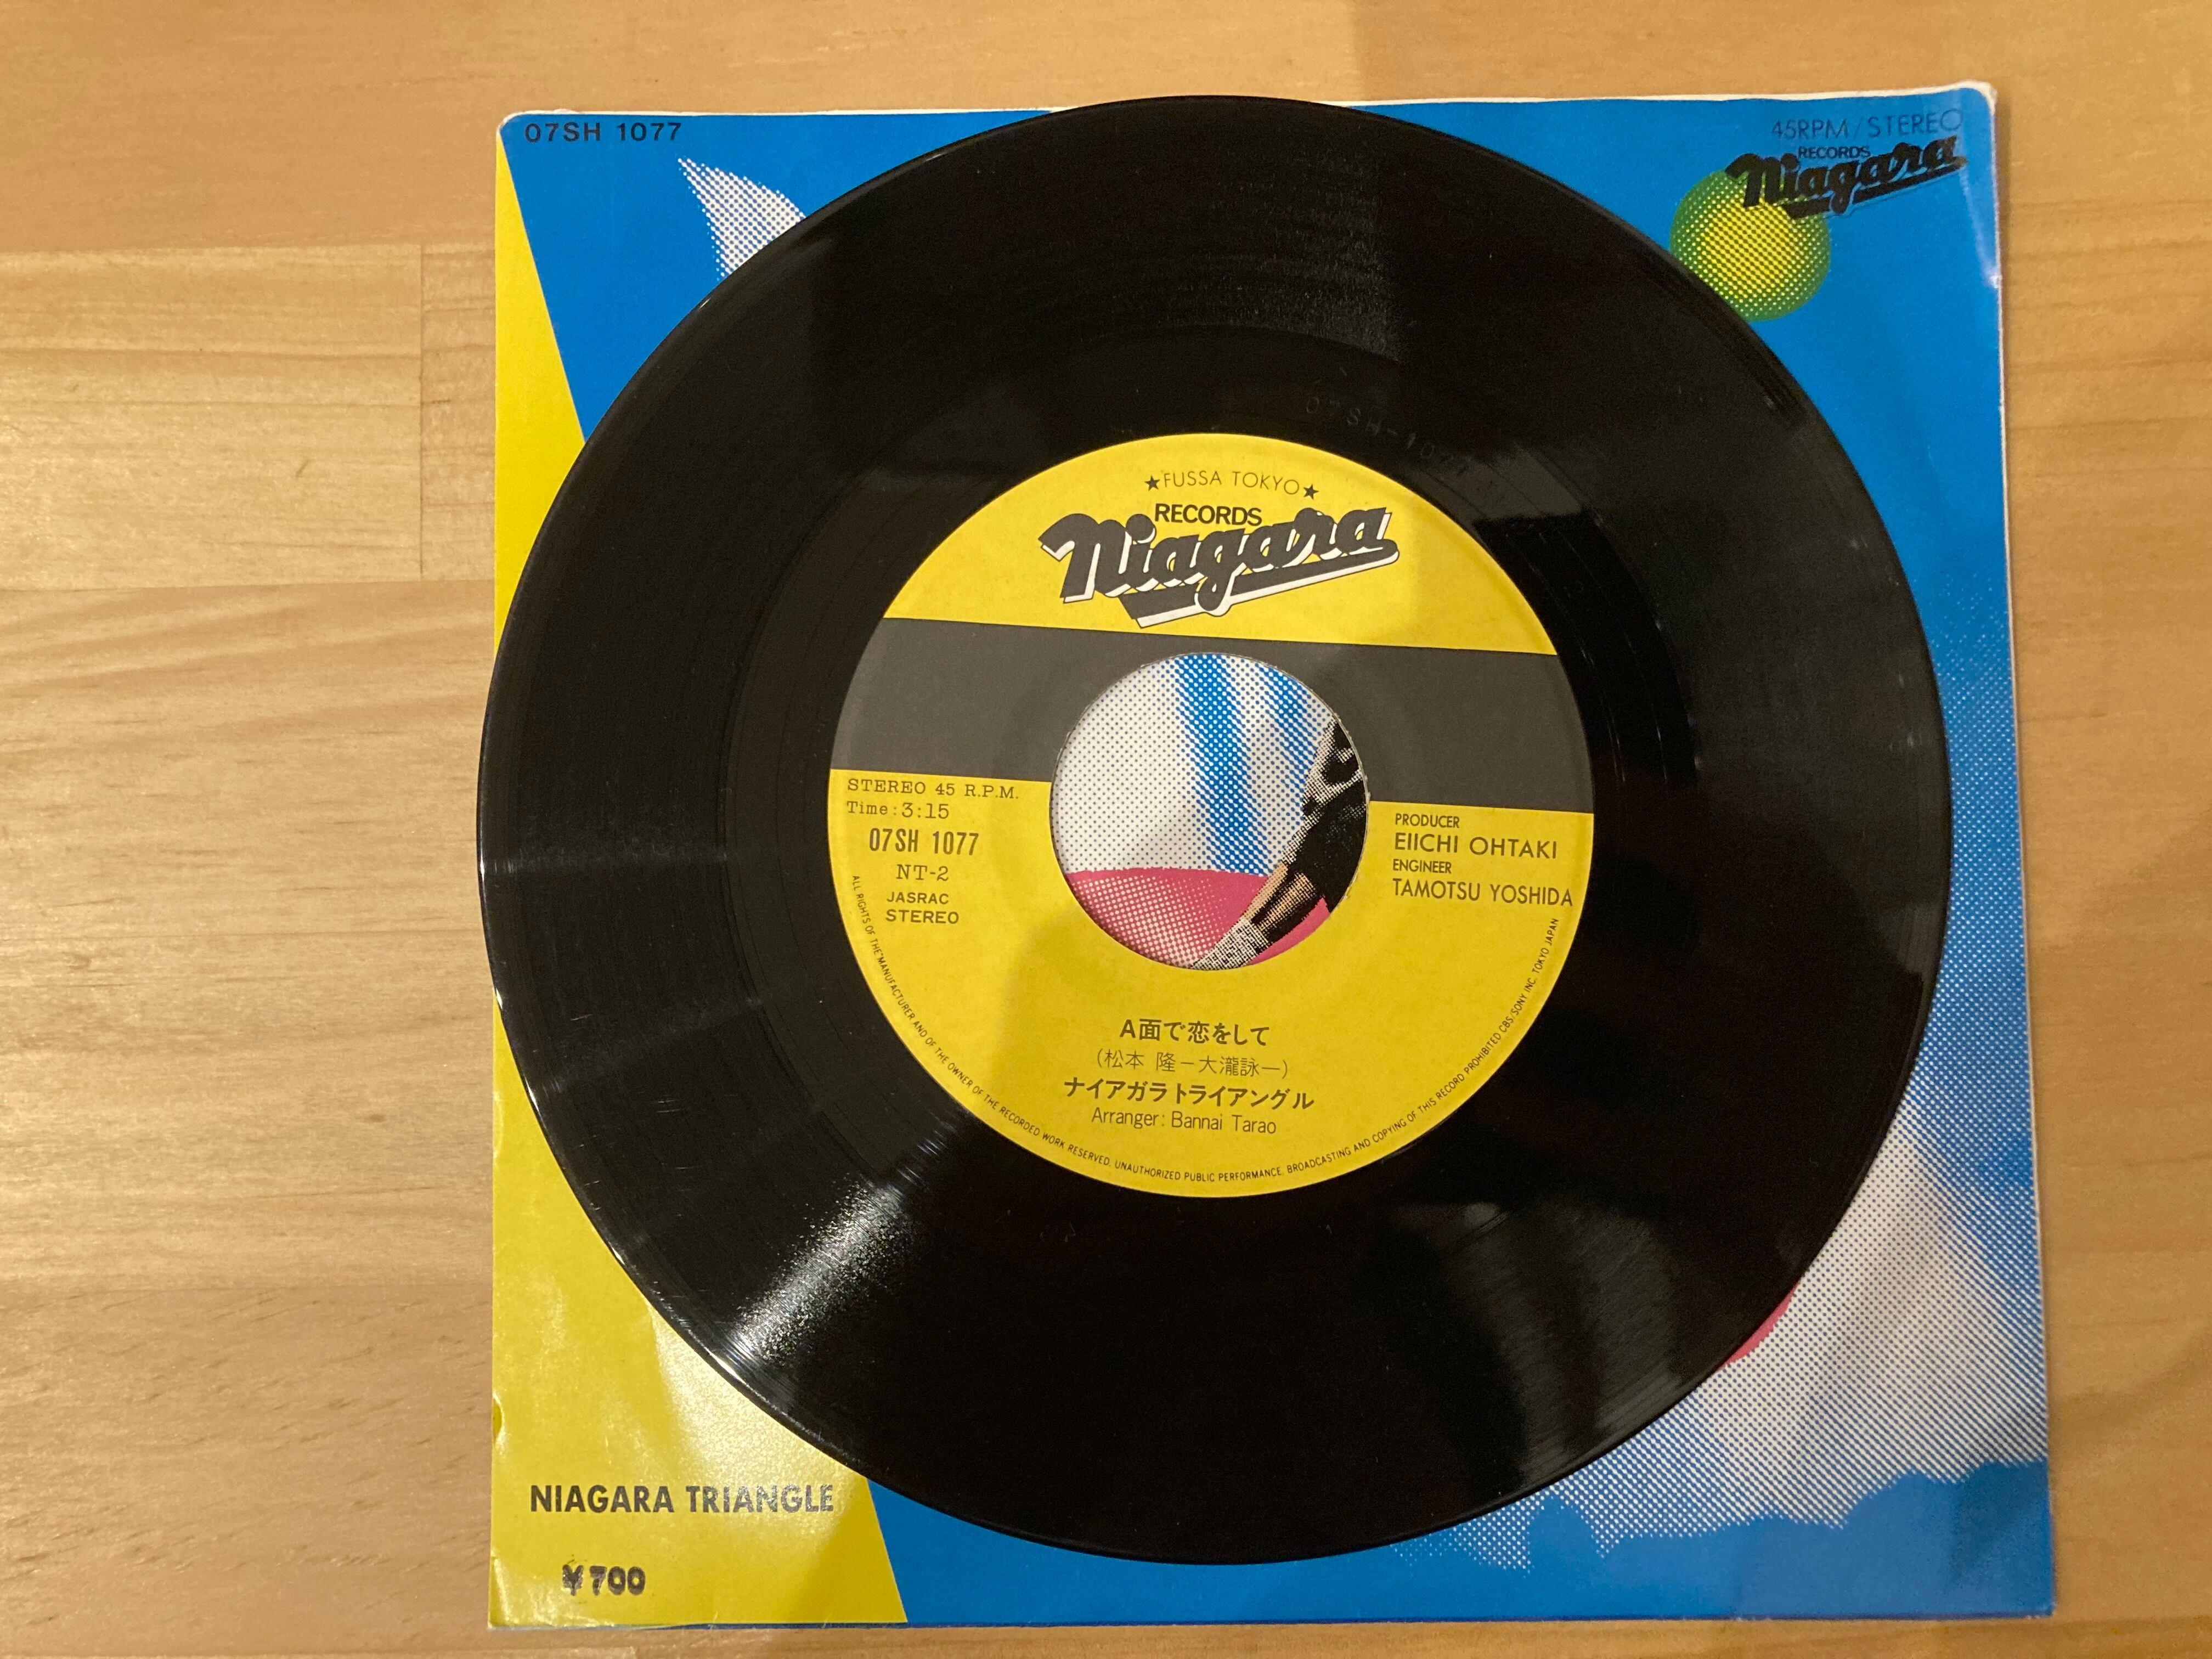 07SH 1077
45RPM/STEREO
RECORDS
Niagara
★FUSSA TOKYO★
RECORDS
Niagara
STEREO 45 R.P.M.
Time:3:15
07SH 1077
NT-2
JASRAC
STEREO
PRODUCER
EIICHI OHTAKI
ENGINEER
TAMOTSU YOSHIDA
A面で恋をして
(松本 隆－大瀧詠一)
ナイアガラ トライアングル
Arranger: Bannai Tarao
ALL RIGHTS OF THE MANUFACTURER AND OF THE OWNER OF THE RECORDED WORK RESERVED. UNAUTHORIZED PUBLIC PERFORMANCE, BROADCASTING AND COPYING OF THIS RECORD PROHIBITED CBS/SONY INC. TOKYO JAPAN
NIAGARA TRIANGLE
¥700